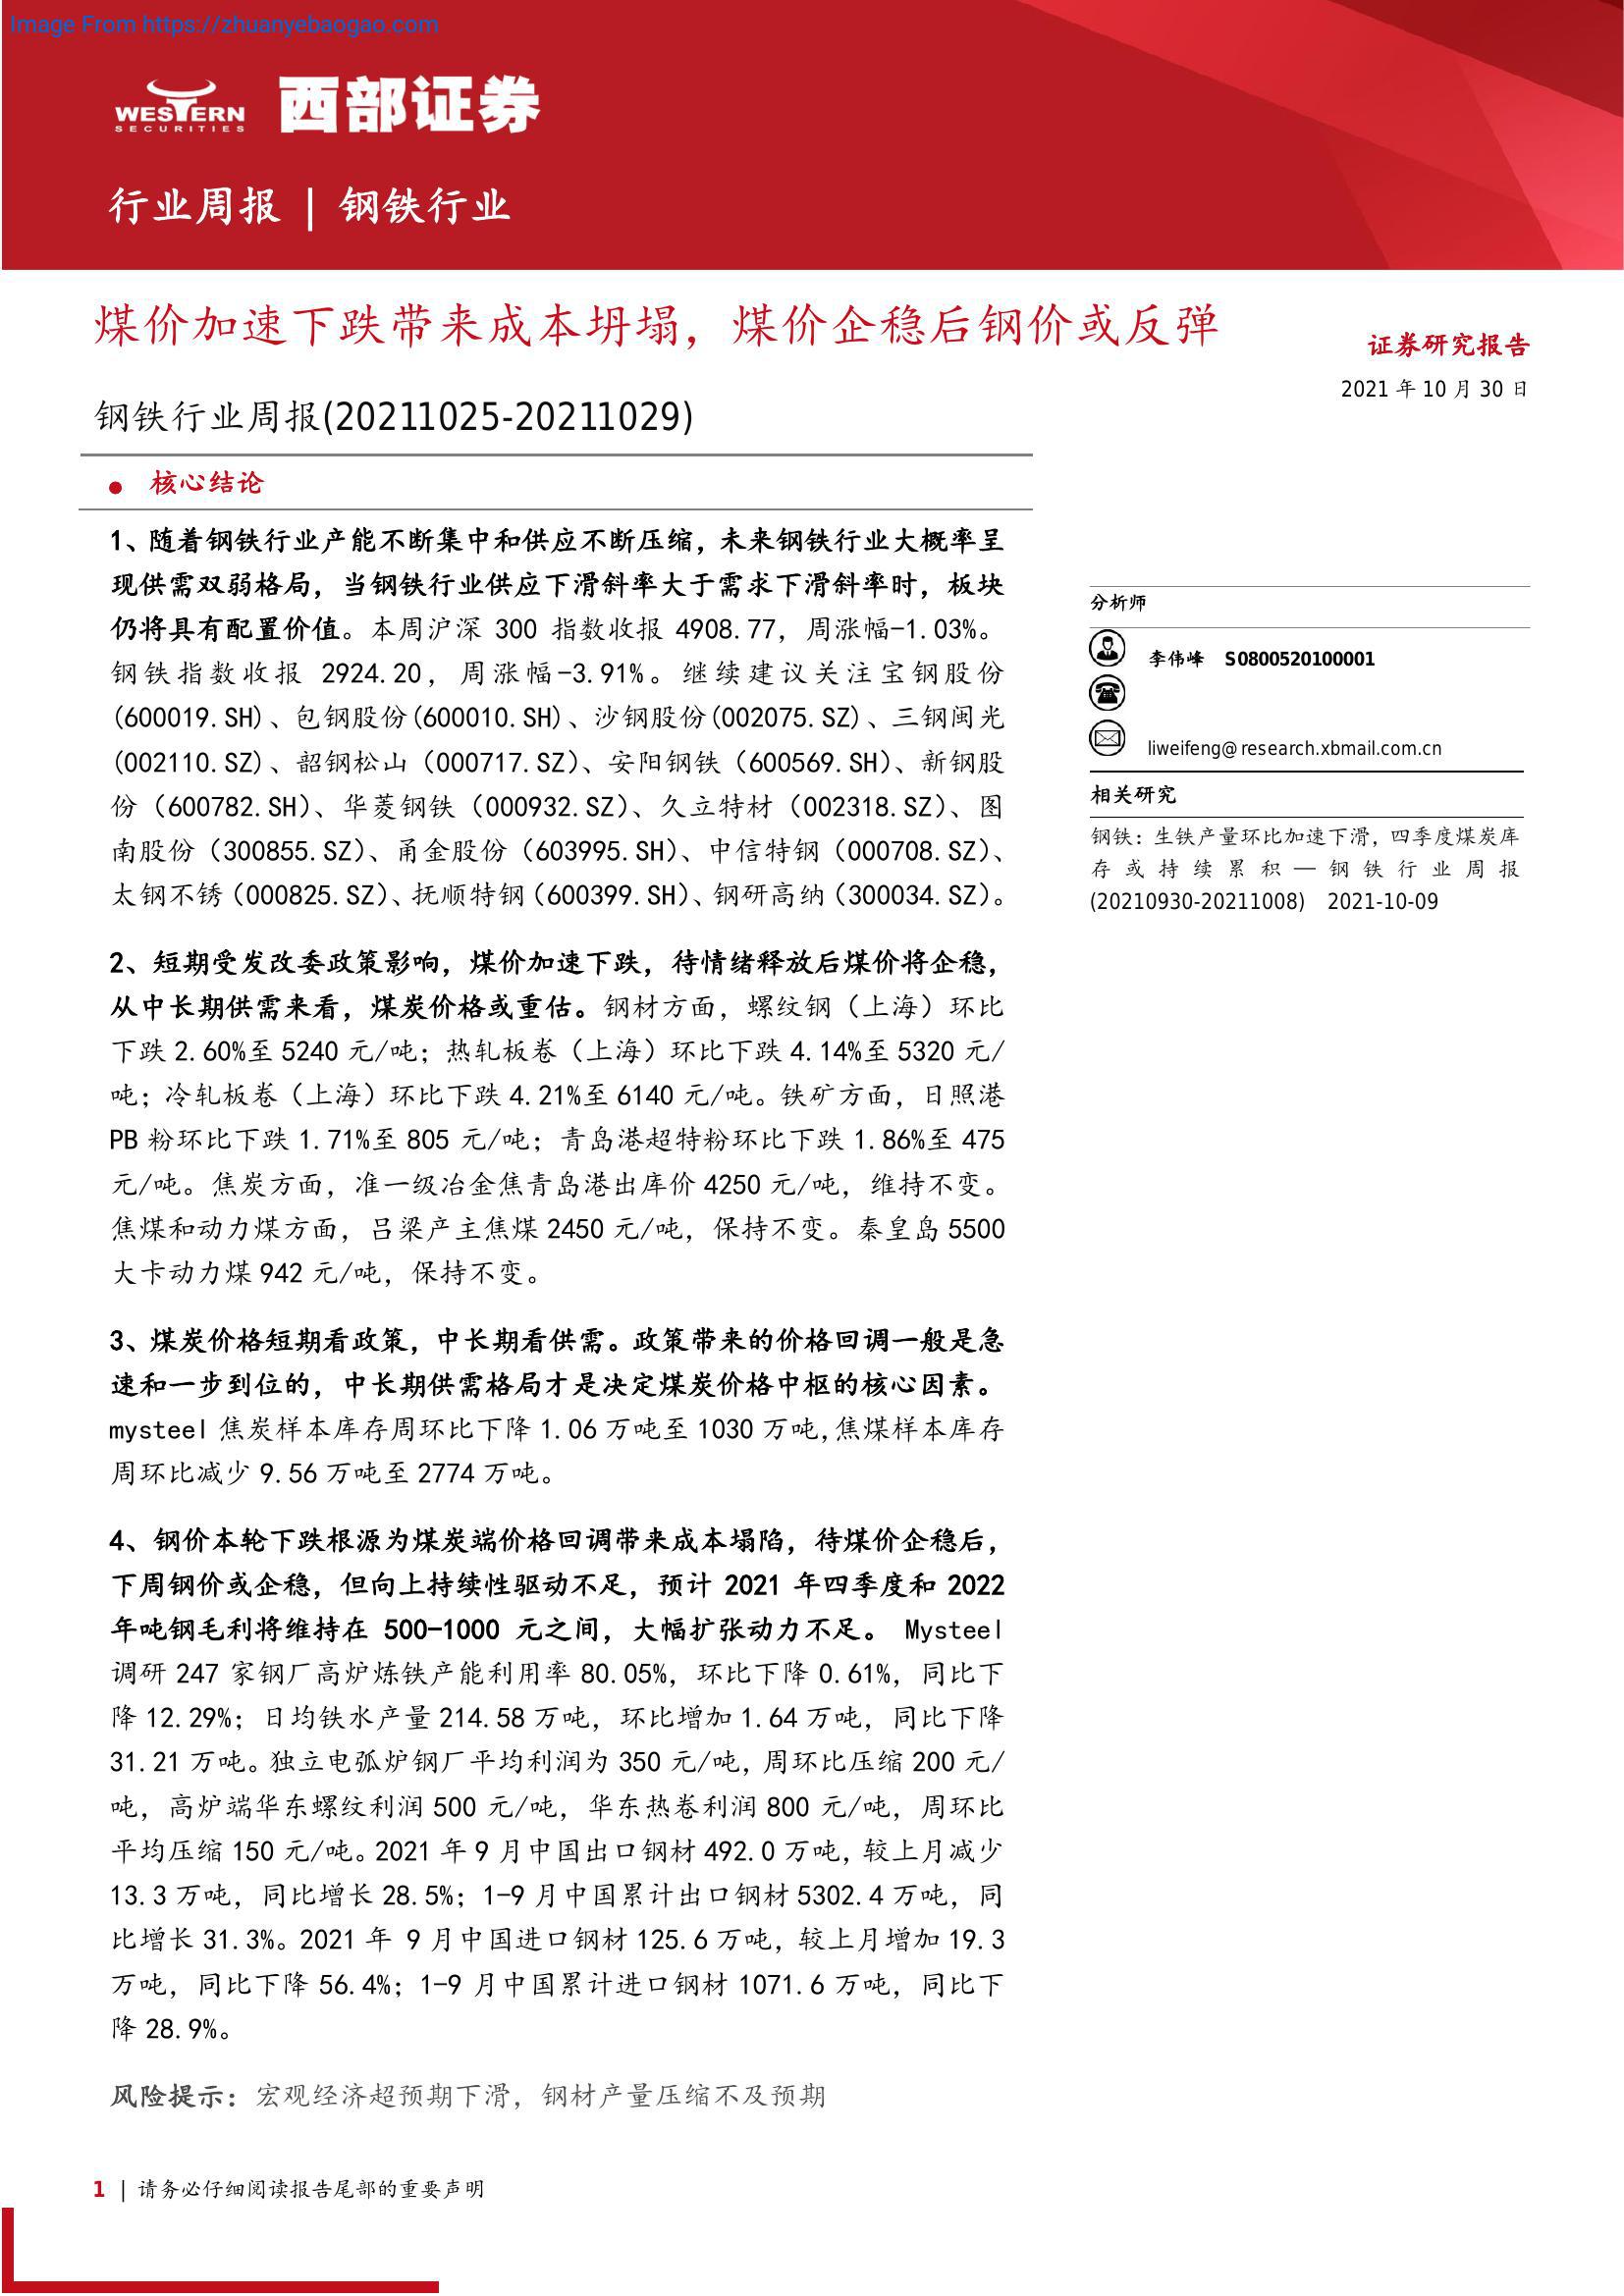 Image From https://zhuanyebaogao.com
WESTERN
SECURITIES
西部证券
行业周报 | 钢铁行业
煤价加速下跌带来成本坍塌，煤价企稳后钢价或反弹
证券研究报告
2021 年 10 月 30 日
钢铁行业周报(20211025-20211029)
● 核心结论
1、随着钢铁行业产能不断集中和供应不断压缩，未来钢铁行业大概率呈
现供需双弱格局，当钢铁行业供应下滑斜率大于需求下滑斜率时，板块
仍将具有配置价值。本周沪深 300 指数收报 4908.77，周涨幅-1.03%。
钢铁指数收报 2924.20，周涨幅-3.91%。继续建议关注宝钢股份
(600019.SH)、包钢股份(600010.SH)、沙钢股份(002075.SZ)、三钢闽光
(002110.SZ)、韶钢松山（000717.SZ）、安阳钢铁（600569.SH）、新钢股
份（600782.SH）、华菱钢铁（000932.SZ）、久立特材（002318.SZ）、图
南股份（300855.SZ）、甬金股份（603995.SH）、中信特钢（000708.SZ）、
太钢不锈（000825.SZ）、抚顺特钢（600399.SH）、钢研高纳（300034.SZ）。
2、短期受发改委政策影响，煤价加速下跌，待情绪释放后煤价将企稳，
从中长期供需来看，煤炭价格或重估。钢材方面，螺纹钢（上海）环比
下跌 2.60%至 5240 元/吨；热轧板卷（上海）环比下跌 4.14%至 5320 元/
吨；冷轧板卷（上海）环比下跌 4.21%至 6140 元/吨。铁矿方面，日照港
PB 粉环比下跌 1.71%至 805 元/吨；青岛港超特粉环比下跌 1.86%至 475
元/吨。焦炭方面，准一级冶金焦青岛港出库价 4250 元/吨，维持不变。
焦煤和动力煤方面，吕梁产主焦煤 2450 元/吨，保持不变。秦皇岛 5500
大卡动力煤 942 元/吨，保持不变。
3、煤炭价格短期看政策，中长期看供需。政策带来的价格回调一般是急
速和一步到位的，中长期供需格局才是决定煤炭价格中枢的核心因素。
mysteel 焦炭样本库存周环比下降 1.06 万吨至 1030 万吨,焦煤样本库存
周环比减少 9.56 万吨至 2774 万吨。
4、钢价本轮下跌根源为煤炭端价格回调带来成本塌陷，待煤价企稳后，
下周钢价或企稳，但向上持续性驱动不足，预计 2021 年四季度和 2022
年吨钢毛利将维持在 500-1000 元之间，大幅扩张动力不足。 Mysteel
调研 247 家钢厂高炉炼铁产能利用率 80.05%，环比下降 0.61%，同比下
降 12.29%；日均铁水产量 214.58 万吨，环比增加 1.64 万吨，同比下降
31.21 万吨。独立电弧炉钢厂平均利润为 350 元/吨，周环比压缩 200 元/
吨，高炉端华东螺纹利润 500 元/吨，华东热卷利润 800 元/吨，周环比
平均压缩 150 元/吨。2021 年 9 月中国出口钢材 492.0 万吨，较上月减少
13.3 万吨，同比增长 28.5%；1-9 月中国累计出口钢材 5302.4 万吨，同
比增长 31.3%。2021 年 9 月中国进口钢材 125.6 万吨，较上月增加 19.3
万吨，同比下降 56.4%；1-9 月中国累计进口钢材 1071.6 万吨，同比下
降 28.9%。
风险提示：宏观经济超预期下滑，钢材产量压缩不及预期
分析师
李伟峰 S0800520100001
liweifeng@research.xbmail.com.cn
相关研究
钢铁：生铁产量环比加速下滑，四季度煤炭库
存或持续累积—钢铁行业周报
(20210930-20211008) 2021-10-09
1 | 请务必仔细阅读报告尾部的重要声明